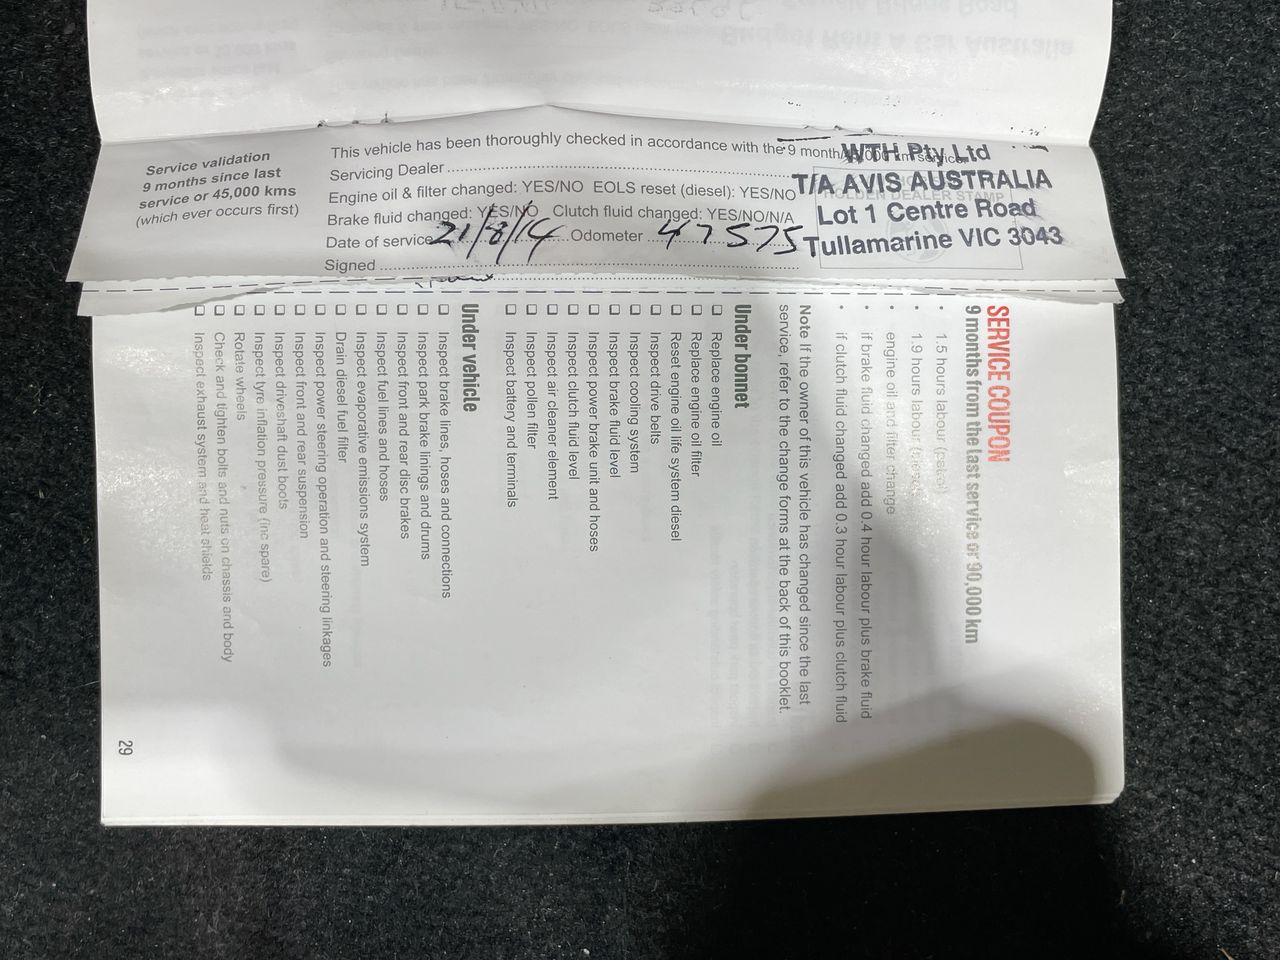 Service validation
9 months since last
service or 45,000 kms
(which ever occurs first)
This vehicle has been thoroughly checked in accordance with the 9 month/
Servicing Dealer
Engine oil & filter changed: YES/NO EOLS reset (diesel): YES/NO
Brake fluid changed: YES/NO Clutch fluid changed: YES/NO/N/A
Date of service 21/8/14 Odometer 47575
Signed
WTH Pty Ltd
T/A AVIS AUSTRALIA
HOLDEN DEALER STAMP
Lot 1 Centre Road
Tullamarine VIC 3043
SERVICE COUPON
9 months from the last service or 90,000 km
• 1.5 hours labour (petrol)
• 1.9 hours labour (diesel)
• engine oil and filter change
• if brake fluid changed add 0.4 hour labour plus brake fluid
• if clutch fluid changed add 0.3 hour labour plus clutch fluid
Note If the owner of this vehicle has changed since the last
service, refer to the change forms at the back of this booklet.
Under bonnet
❑ Replace engine oil
❑ Replace engine oil filter
❑ Reset engine oil life system diesel
❑ Inspect drive belts
❑ Inspect cooling system
❑ Inspect brake fluid level
❑ Inspect power brake unit and hoses
❑ Inspect clutch fluid level
❑ Inspect air cleaner element
❑ Inspect pollen filter
❑ Inspect battery and terminals
Under vehicle
❑ Inspect brake lines, hoses and connections
❑ Inspect park brake linings and drums
❑ Inspect front and rear disc brakes
❑ Inspect fuel lines and hoses
❑ Inspect evaporative emissions system
❑ Drain diesel fuel filter
❑ Inspect power steering operation and steering linkages
❑ Inspect front and rear suspension
❑ Inspect driveshaft dust boots
❑ Inspect tyre inflation pressure (inc spare)
❑ Rotate wheels
❑ Check and tighten bolts and nuts on chassis and body
❑ Inspect exhaust system and heat shields
29